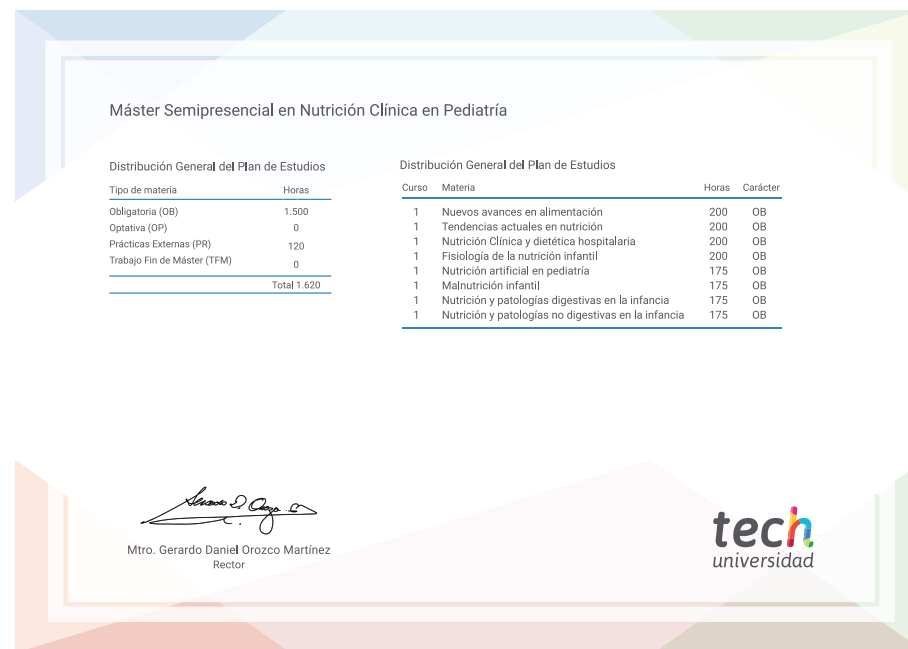 Máster Semipresencial en Nutrición Clínica en Pediatría
Distribución General del Plan de Estudios
Tipo de materia Horas
Obligatoria (OB) 1.500
Optativa (OP) 0
Prácticas Externas (PR) 120
Trabajo Fin de Máster (TFM) 0
Total 1.620
Distribución General del Plan de Estudios
Curso Materia Horas Carácter
1 Nuevos avances en alimentación 200 OB
1 Tendencias actuales en nutrición 200 OB
1 Nutrición Clínica y dietética hospitalaria 200 OB
1 Fisiología de la nutrición infantil 200 OB
1 Nutrición artificial en pediatría 175 OB
1 Malnutrición infantil 175 OB
1 Nutrición y patologías digestivas en la infancia 175 OB
1 Nutrición y patologías no digestivas en la infancia 175 OB
Mtro. Gerardo Daniel Orozco Martínez
Rector
tech
universidad